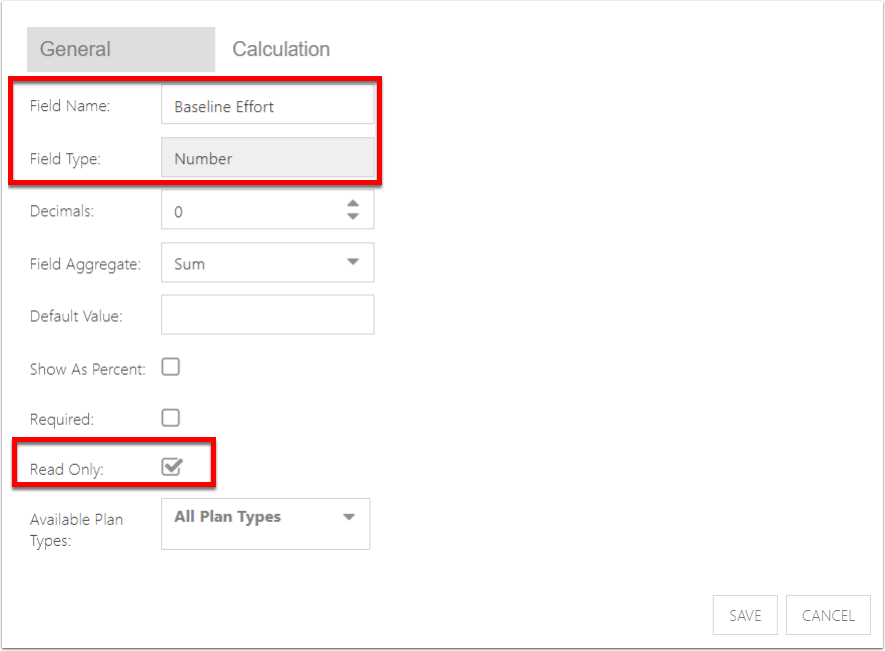 General Calculation
Field Name: Baseline Effort
Field Type: Number
Decimals: 0
Field Aggregate: Sum
Default Value:
Show As Percent:
Required:
Read Only:
Available Plan All Plan Types
Types:
SAVE CANCEL